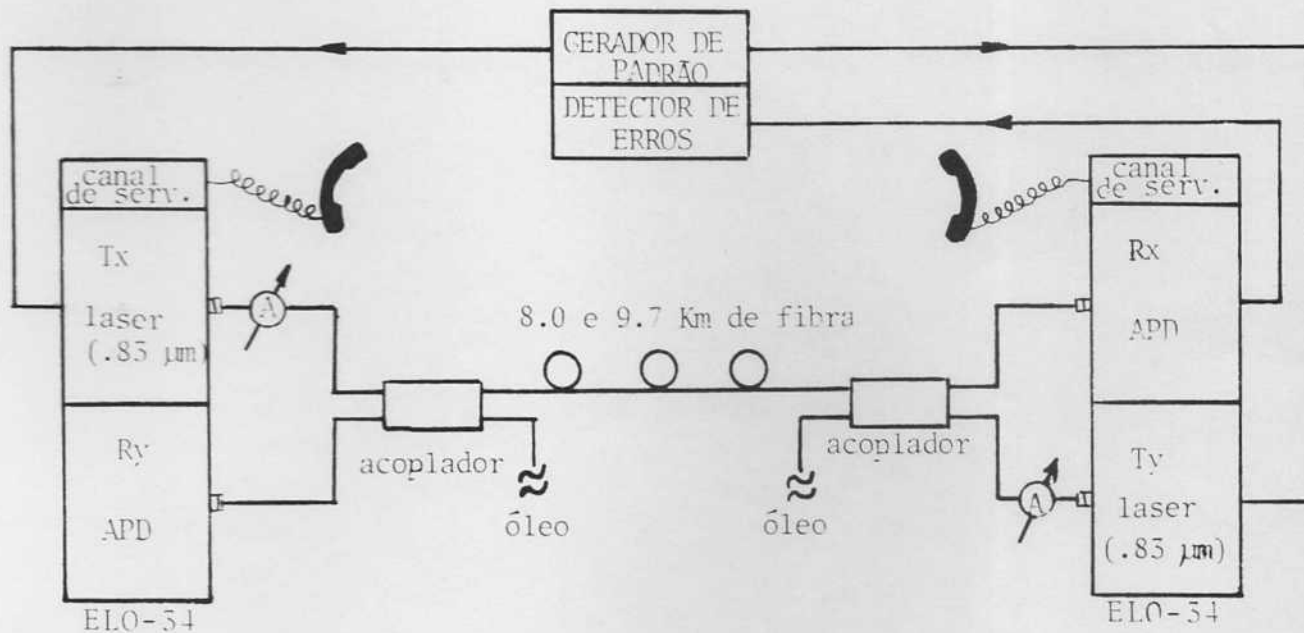 GERADOR DE
PADRÃO
DETECTOR DE
ERROS
canal
de serv.
Tx
laser
(.83 µm)
Ry
APD
ELO-34
A
acoplador
óleo
8.0 e 9.7 Km de fibra
acoplador
óleo
A
canal
de serv.
Rx
APD
Ty
laser
(.83 µm)
ELO-34